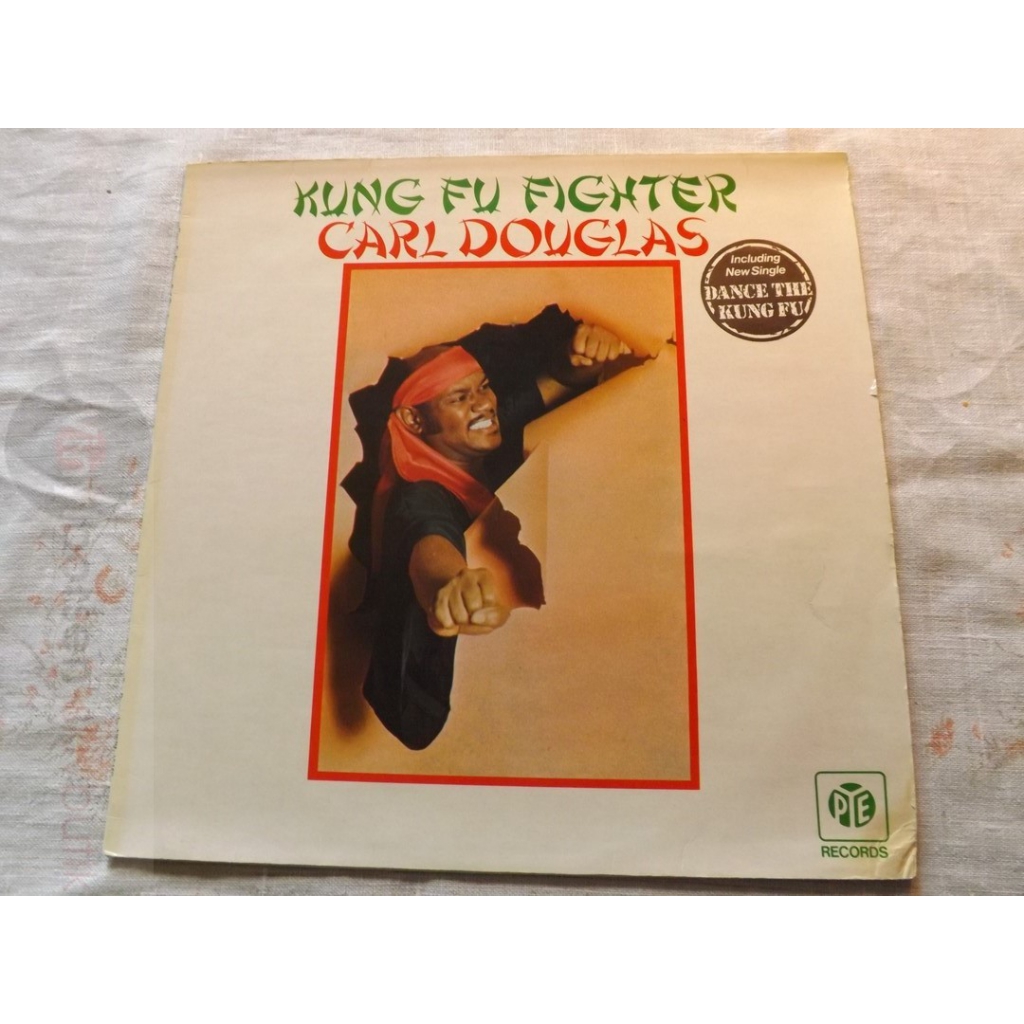 KUNG FU FIGHTER
CARL DOUGLAS
Including
New Single
DANCE THE
KUNG FU
PYE
RECORDS